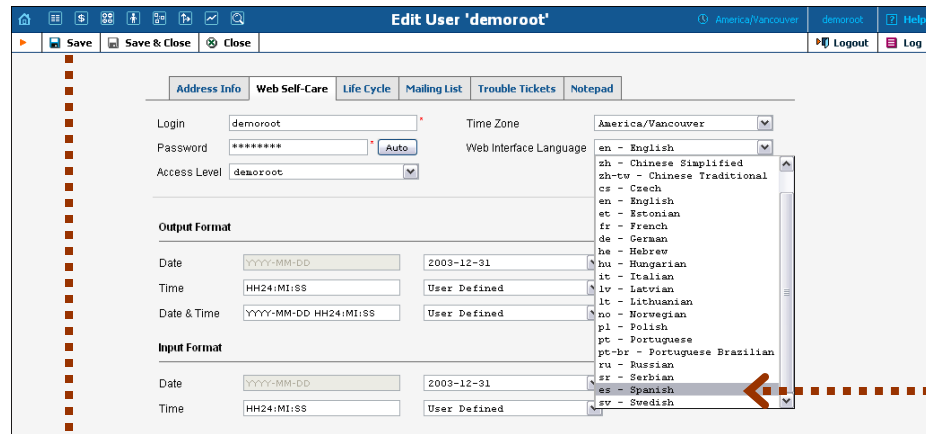 Edit User 'demoroot'
America/Vancouver
demoroot
? Help
Save
Save & Close
Close
Logout
Log
Address Info
Web Self-Care
Life Cycle
Mailing List
Trouble Tickets
Notepad
Login demoroot *
Time Zone America/Vancouver
Password ******** * Auto
Web Interface Language en - English
Access Level demoroot
zh - Chinese Simplified
zh-tw - Chinese Traditional
cs - Czech
en - English
et - Estonian
fr - French
de - German
he - Hebrew
hu - Hungarian
it - Italian
lv - Latvian
lt - Lithuanian
no - Norwegian
pl - Polish
pt - Portuguese
pt-br - Portuguese Brazilian
ru - Russian
sr - Serbian
es - Spanish
sv - Swedish
Output Format
Date YYYY-MM-DD 2003-12-31
Time HH24:MI:SS User Defined
Date & Time YYYY-MM-DD HH24:MI:SS User Defined
Input Format
Date YYYY-MM-DD 2003-12-31
Time HH24:MI:SS User Defined